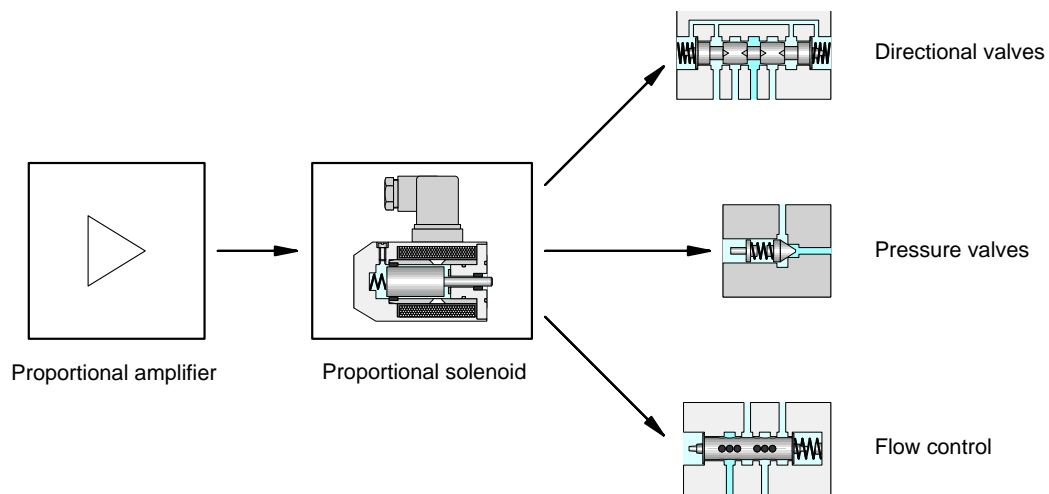 Directional valves
Pressure valves
Proportional amplifier
Proportional solenoid
Flow control